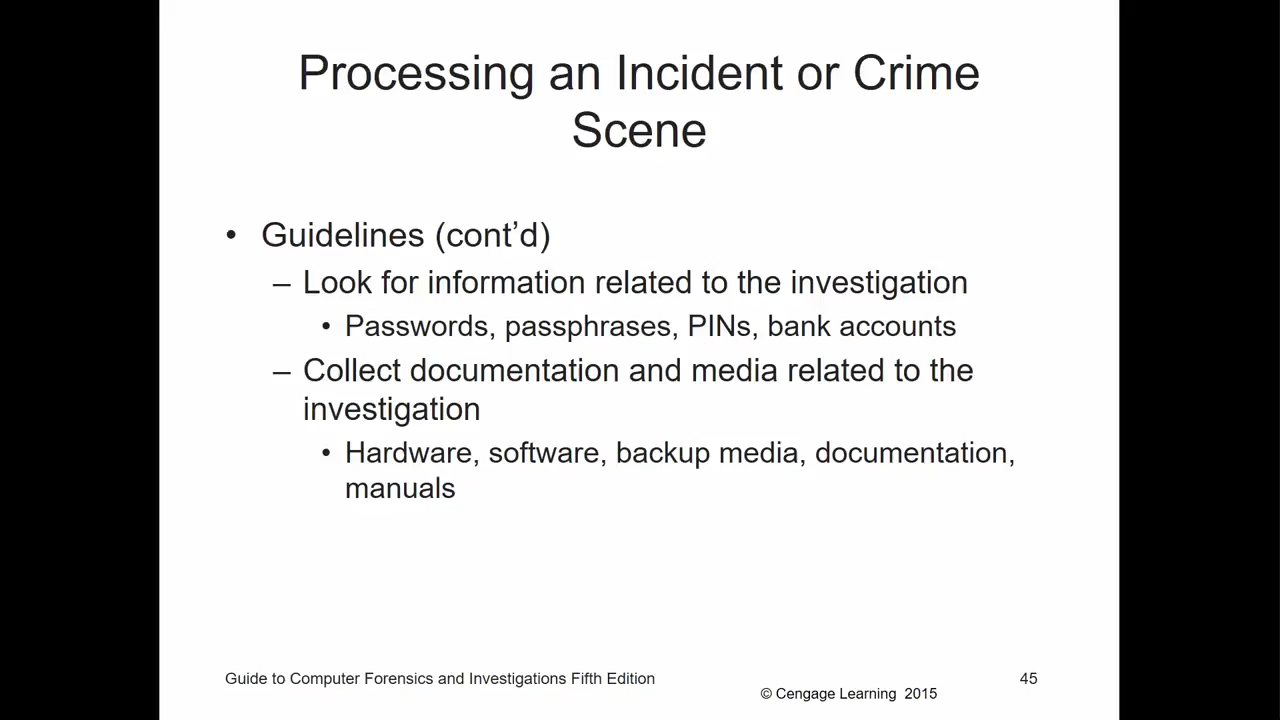 Processing an Incident or Crime
Scene
• Guidelines (cont’d)
– Look for information related to the investigation
• Passwords, passphrases, PINs, bank accounts
– Collect documentation and media related to the
investigation
• Hardware, software, backup media, documentation,
manuals
Guide to Computer Forensics and Investigations Fifth Edition
45
© Cengage Learning 2015